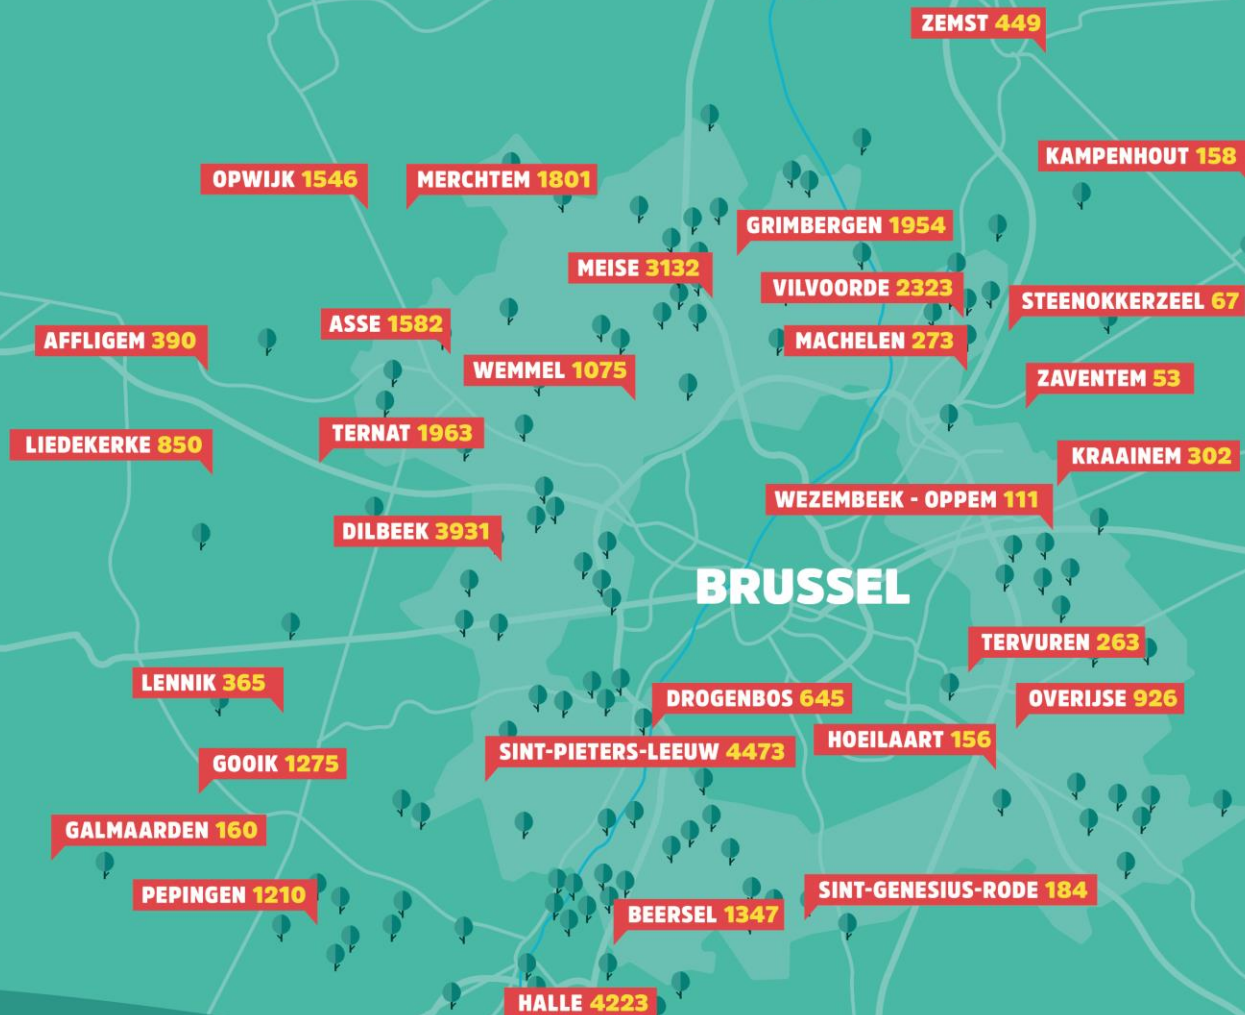 ZEMST 449
KAMPENHOUT 158
OPWIJK 1546
MERCHTEM 1801
GRIMBERGEN 1954
MEISE 3132
VILVOORDE 2323
STEENOKKERZEEL 67
ASSE 1582
AFFLIGEM 390
MACHELEN 273
WEMMEL 1075
ZAVENTEM 53
TERNAT 1963
LIEDEKERKE 850
KRAAINEM 302
WEZEMBEEK - OPPEM 111
DILBEEK 3931
BRUSSEL
TERVUREN 263
LENNIK 365
DROGENBOS 645
OVERIJSE 926
HOEILAART 156
SINT-PIETERS-LEEUW 4473
GOOIK 1275
GALMAARDEN 160
PEPINGEN 1210
SINT-GENESIUS-RODE 184
BEERSEL 1347
HALLE 4223